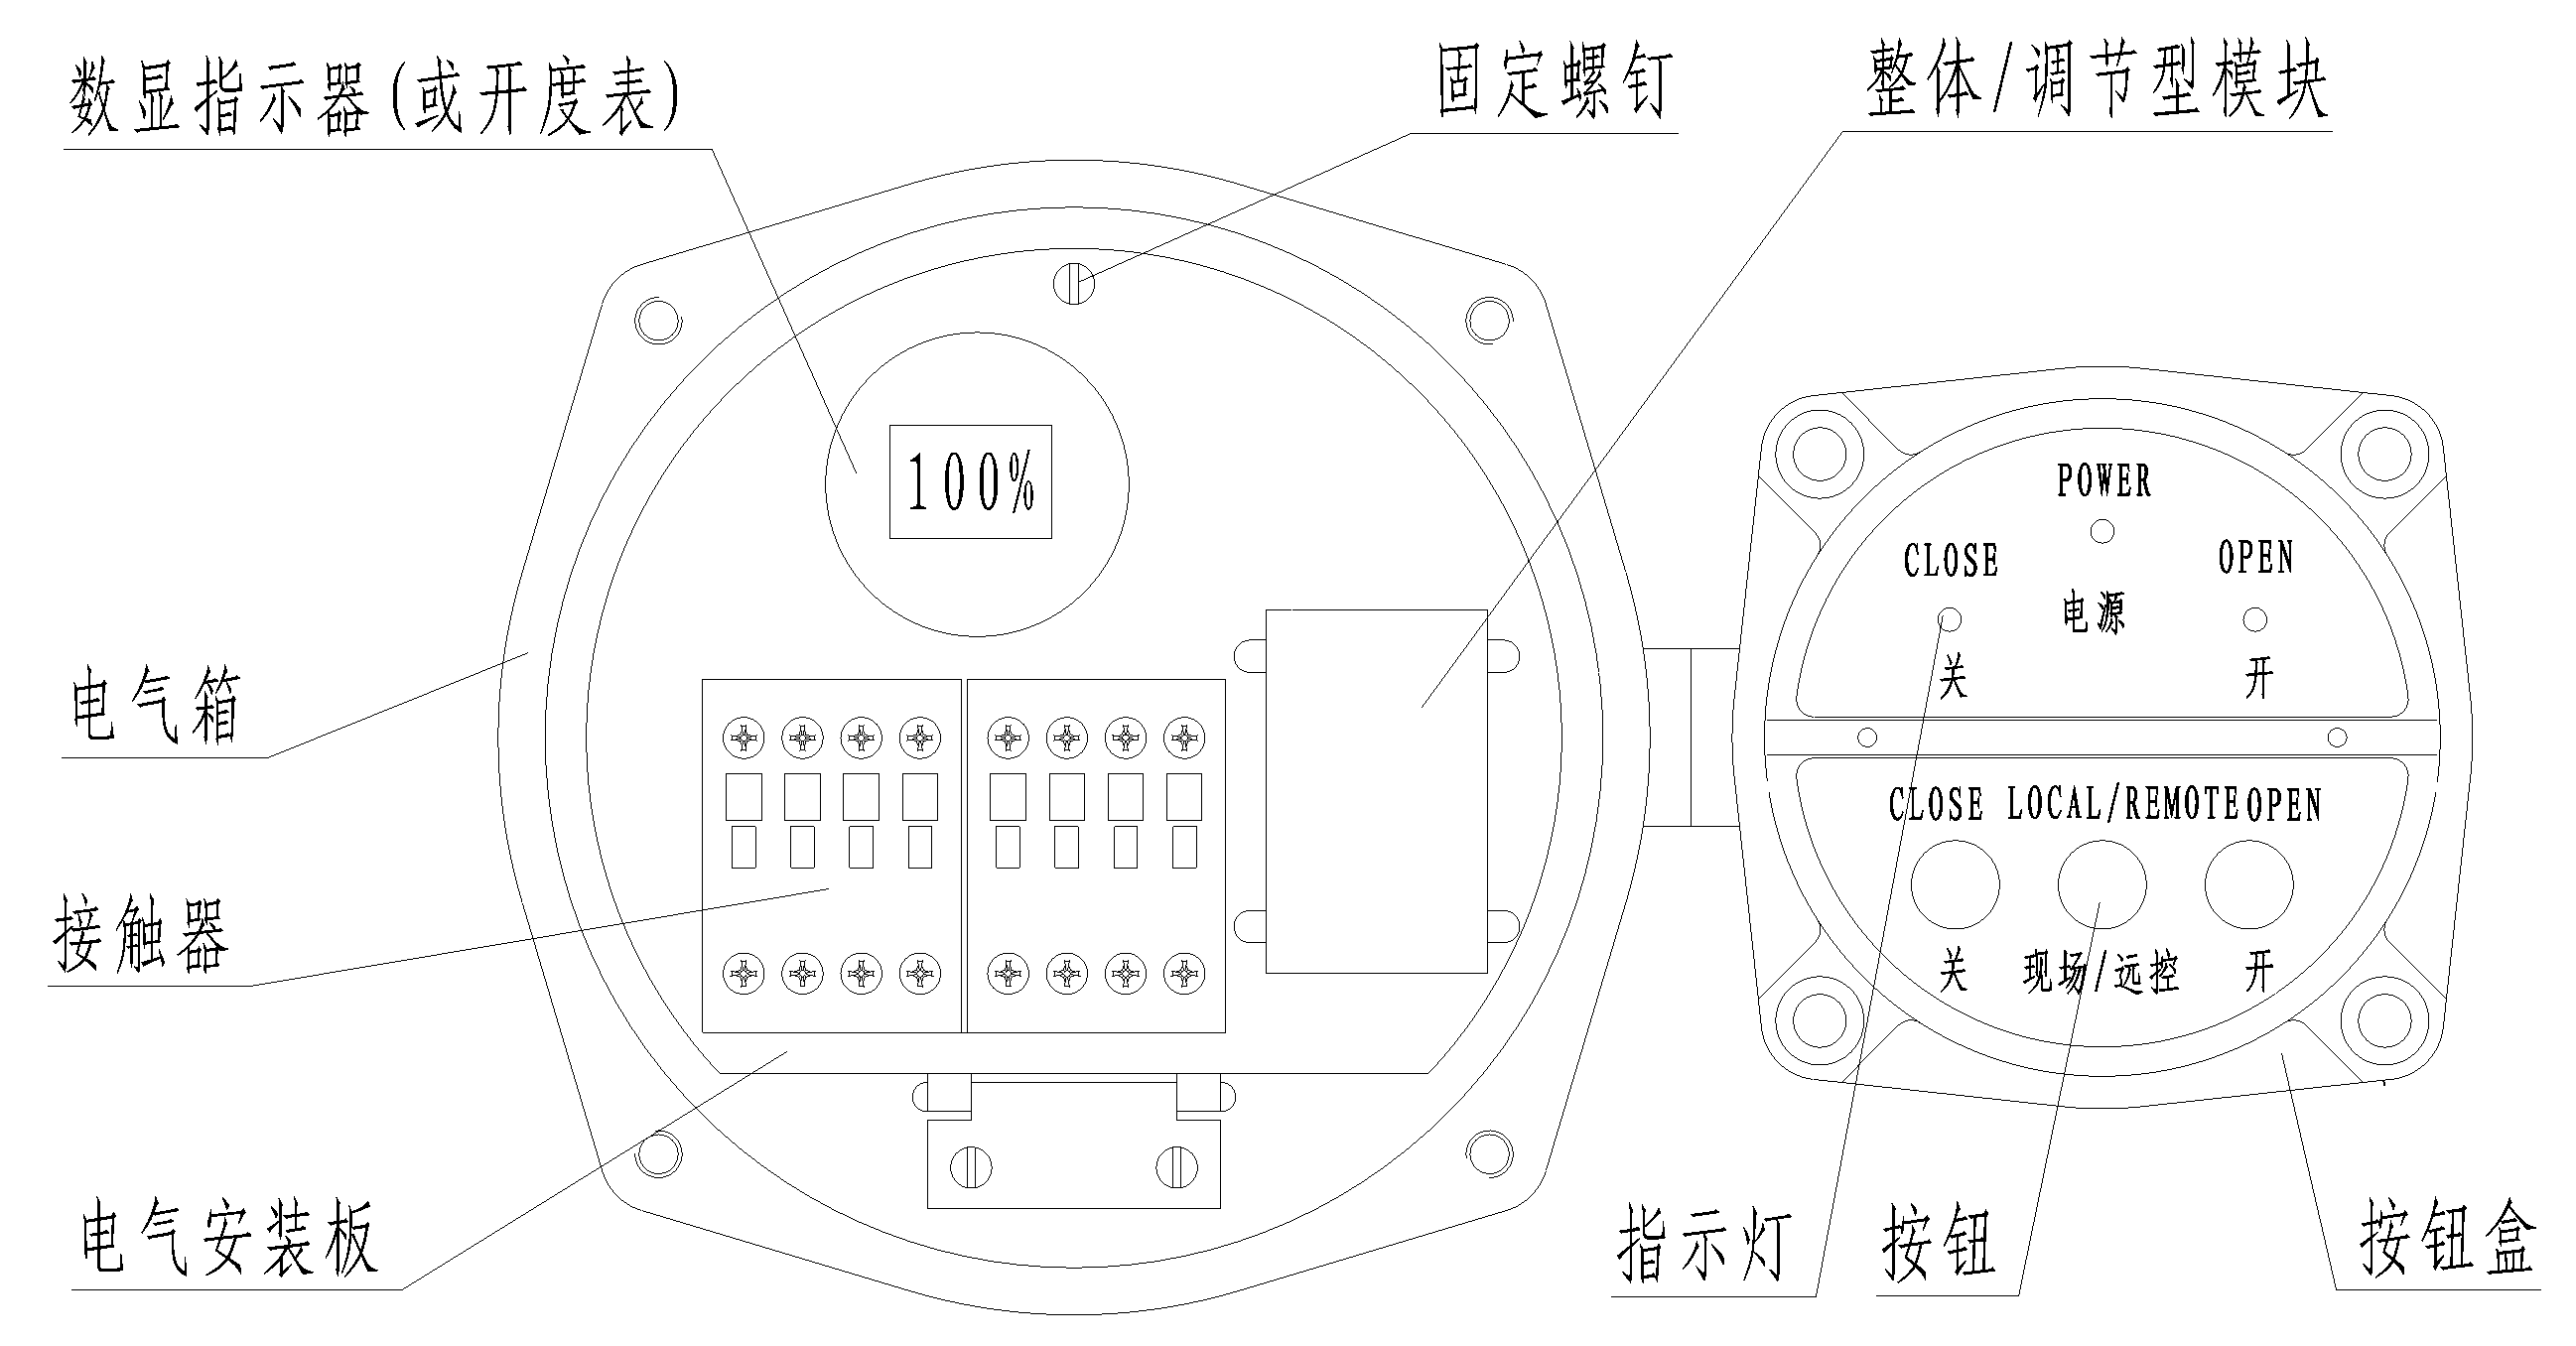 数显指示器(或开度表)
固定螺钉
整体/调节型模块
100%
POWER
CLOSE
OPEN
电源
关
开
电气箱
CLOSE LOCAL/REMOTE OPEN
关 现场/远控 开
接触器
电气安装板
指示灯
按钮
按钮盒